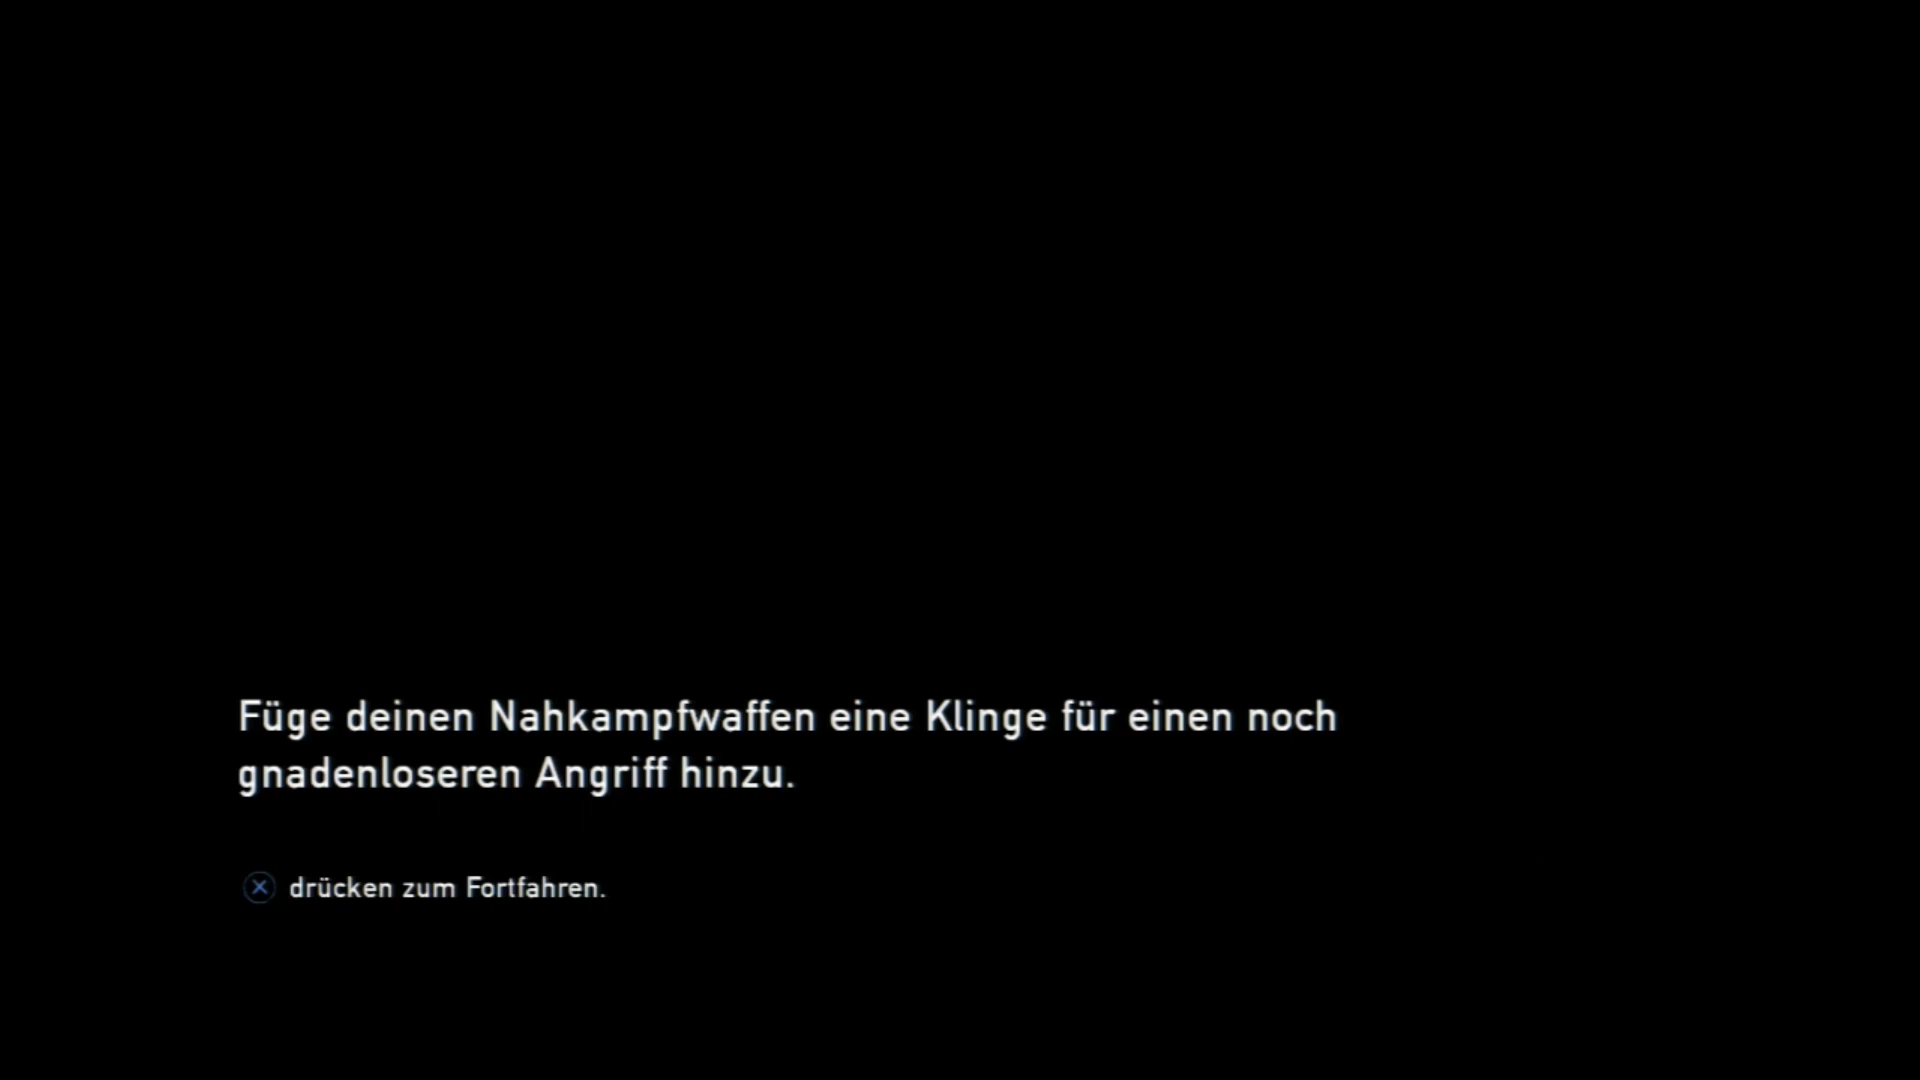 Füge deinen Nahkampfwaffen eine Klinge für einen noch
gnadenloseren Angriff hinzu.
drücken zum Fortfahren.